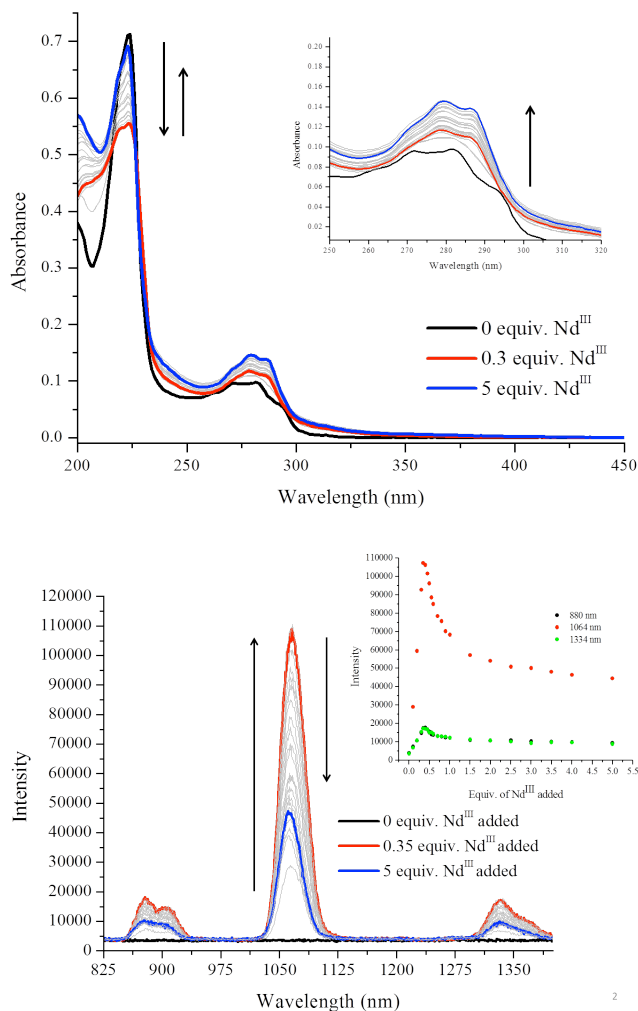 0.7
0.6
0.5
0.4
0.3
0.2
0.1
0.0
Absorbance
200 250 300 350 400 450
Wavelength (nm)
0.20
0.18
0.16
0.14
0.12
0.10
0.08
0.06
0.04
0.02
Absorbance
250 260 270 280 290 300 310 320
Wavelength (nm)
0 equiv. Nd^III
0.3 equiv. Nd^III
5 equiv. Nd^III
120000
110000
100000
90000
80000
70000
60000
50000
40000
30000
20000
10000
0
Intensity
825 900 975 1050 1125 1200 1275 1350
Wavelength (nm)
110000
100000
90000
80000
70000
60000
50000
40000
30000
20000
10000
0
Intensity
0.0 0.5 1.0 1.5 2.0 2.5 3.0 3.5 4.0 4.5 5.0 5.5
Equiv. of Nd^III added
880 nm
1064 nm
1334 nm
0 equiv. Nd^III added
0.35 equiv. Nd^III added
5 equiv. Nd^III added
2